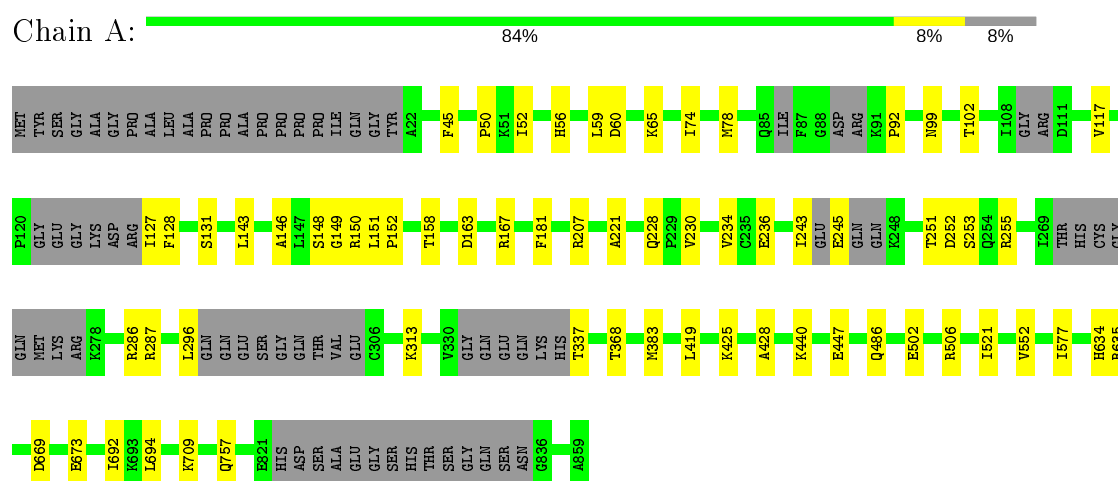 Chain A:
84% 8% 8%
MET TYR SER GLY ALA GLY PRO ALA LEU ALA PRO PRO ALA PRO PRO PRO PRO ILE GLN GLY TYR A22 F45 P50 K51 I52 H56 L59 D60 K65 I74 M78 Q85 ILE F87 G88 ASP ARG K91 P92 N99 T102 I108 GLY ARG D111 V117
P120 GLY GLU GLY LYS ASP ARG I127 F128 S131 L143 A146 L147 S148 G149 R150 L151 P152 T158 D163 R167 F181 R207 A221 Q228 P229 V230 V234 C235 E236 I243 GLU E245 GLN GLN K248 T251 D252 S253 Q254 R255 I269 THR HIS CYS GLY
GLN MET LYS ARG K278 R286 R287 L296 GLN GLN GLU SER GLY GLN THR VAL GLU C306 K313 V330 GLY GLN GLU GLN LYS HIS T337 T368 M383 L419 K425 A428 K440 E447 Q486 E502 R506 I521 V552 I577 H634
D669 E673 I692 K693 L694 K709 Q757 E821 HIS ASP SER ALA GLU GLY SER HIS THR SER GLY GLN SER ASN G836 A859